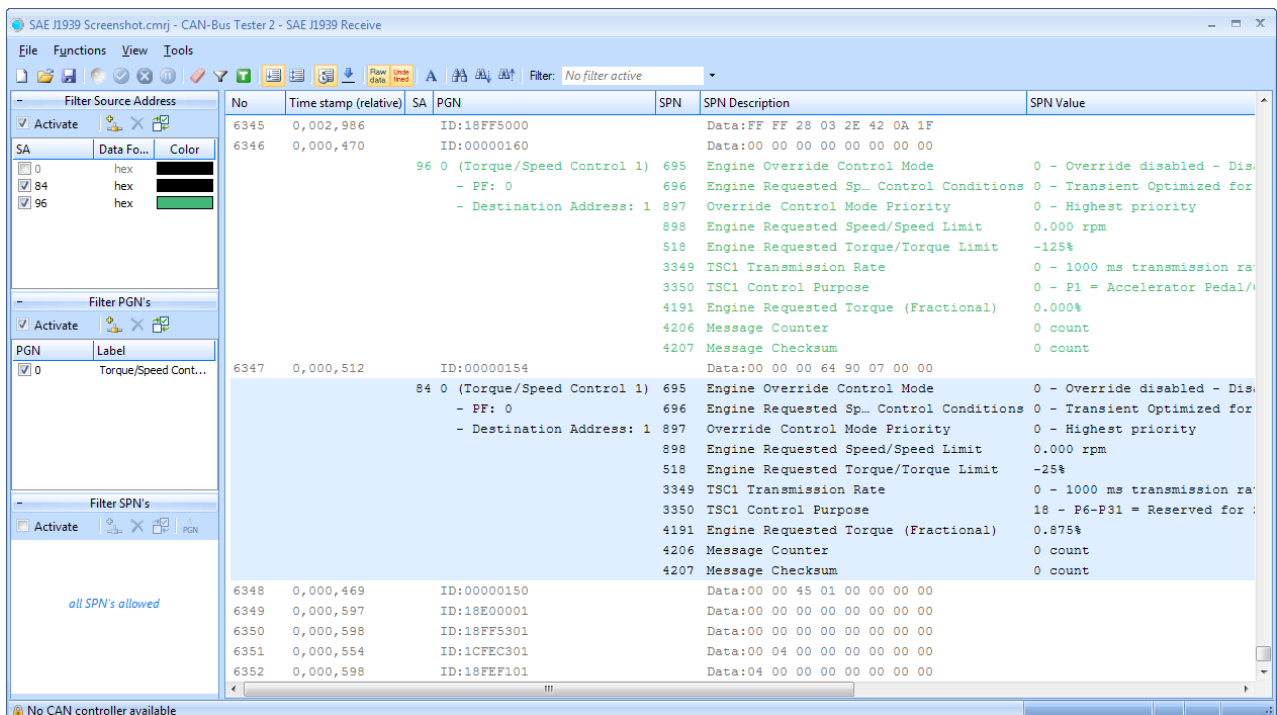 SAE J1939 Screenshot.cmrj - CAN-Bus Tester 2 - SAE J1939 Receive
File Functions View Tools
Raw data Unde fined A Filter: No filter active
Filter Source Address
Activate
SA Data Fo... Color
0 hex
84 hex
96 hex
Filter PGN's
Activate
PGN Label
0 Torque/Speed Cont...
Filter SPN's
Activate PGN
all SPN's allowed
No Time stamp (relative) SA PGN SPN SPN Description SPN Value
6345 0,002,986 ID:18FF5000 Data:FF FF 28 03 2E 42 0A 1F
6346 0,000,470 ID:00000160 Data:00 00 00 00 00 00 00 00
96 0 (Torque/Speed Control 1) 695 Engine Override Control Mode 0 - Override disabled - Dis
- PF: 0 696 Engine Requested Sp… Control Conditions 0 - Transient Optimized for
- Destination Address: 1 897 Override Control Mode Priority 0 - Highest priority
898 Engine Requested Speed/Speed Limit 0.000 rpm
518 Engine Requested Torque/Torque Limit -125%
3349 TSC1 Transmission Rate 0 - 1000 ms transmission ra
3350 TSC1 Control Purpose 0 - P1 = Accelerator Pedal/
4191 Engine Requested Torque (Fractional) 0.000%
4206 Message Counter 0 count
4207 Message Checksum 0 count
6347 0,000,512 ID:00000154 Data:00 00 00 64 90 07 00 00
84 0 (Torque/Speed Control 1) 695 Engine Override Control Mode 0 - Override disabled - Dis
- PF: 0 696 Engine Requested Sp… Control Conditions 0 - Transient Optimized for
- Destination Address: 1 897 Override Control Mode Priority 0 - Highest priority
898 Engine Requested Speed/Speed Limit 0.000 rpm
518 Engine Requested Torque/Torque Limit -25%
3349 TSC1 Transmission Rate 0 - 1000 ms transmission ra
3350 TSC1 Control Purpose 18 - P6-P31 = Reserved for
4191 Engine Requested Torque (Fractional) 0.875%
4206 Message Counter 0 count
4207 Message Checksum 0 count
6348 0,000,469 ID:00000150 Data:00 00 45 01 00 00 00 00
6349 0,000,597 ID:18E00001 Data:00 00 00 00 00 00 00 00
6350 0,000,598 ID:18FF5301 Data:00 00 00 00 00 00 00 00
6351 0,000,554 ID:1CFEC301 Data:00 04 00 00 00 00 00 00
6352 0,000,598 ID:18FEF101 Data:04 00 00 00 00 00 00 00
No CAN controller available